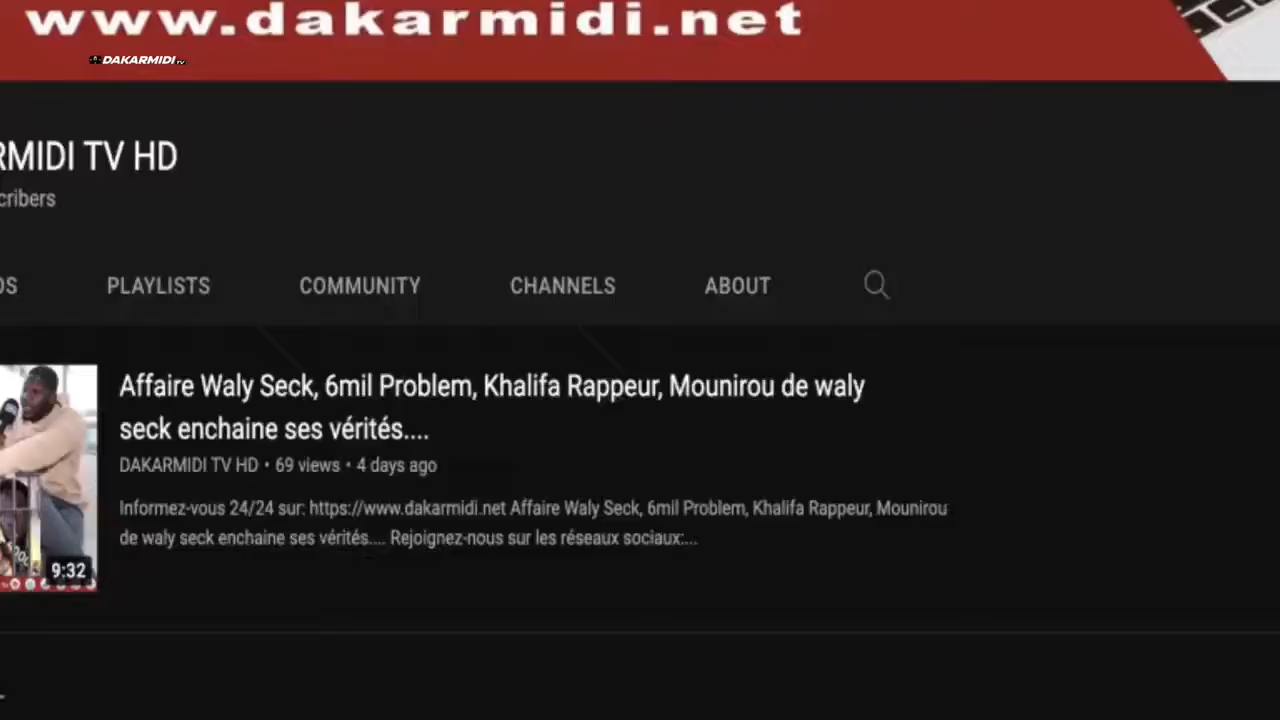 www.dakarmidi.net
DAKARMIDI TV
RMIDI TV HD
cribers
OS
PLAYLISTS
COMMUNITY
CHANNELS
ABOUT
Affaire Waly Seck, 6mil Problem, Khalifa Rappeur, Mounirou de waly
seck enchaine ses vérités....
DAKARMIDI TV HD • 69 views • 4 days ago
Informez-vous 24/24 sur: https://www.dakarmidi.net Affaire Waly Seck, 6mil Problem, Khalifa Rappeur, Mounirou
de waly seck enchaine ses vérités.... Rejoignez-nous sur les réseaux sociaux:...
9:32